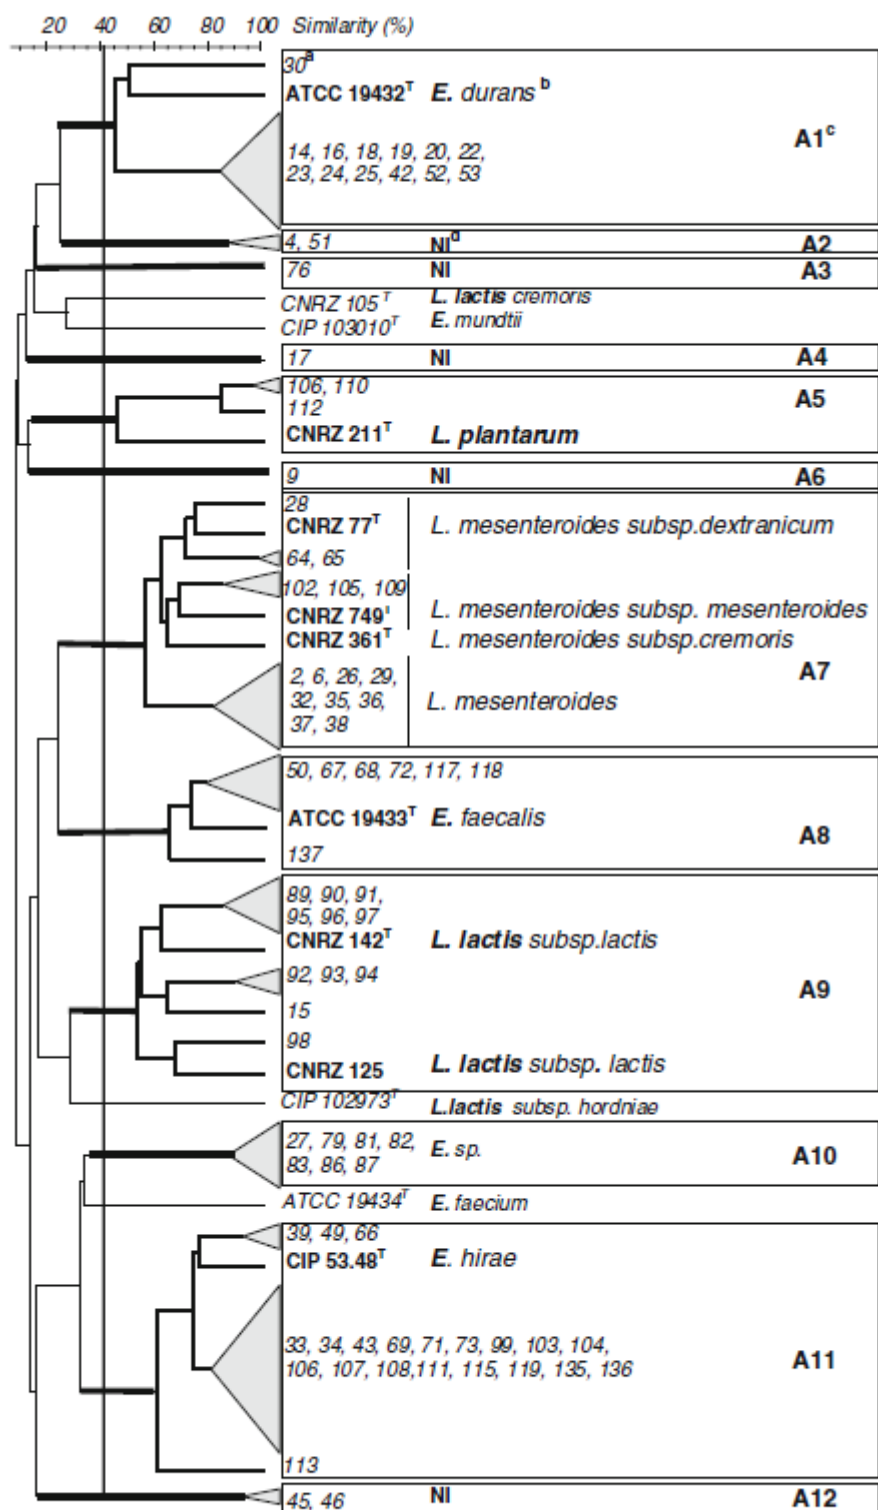 20 40 60 80 100 Similarity (%)
30ᵃ
ATCC 19432ᵀ E. durans ᵇ
A1ᶜ
14, 16, 18, 19, 20, 22,
23, 24, 25, 42, 52, 53
4, 51 NIᵈ A2
76 NI A3
CNRZ 105ᵀ L. lactis cremoris
CIP 103010ᵀ E. mundtii
17 NI A4
106, 110
A5
112
CNRZ 211ᵀ L. plantarum
9 NI A6
28
CNRZ 77ᵀ L. mesenteroides subsp.dextranicum
64, 65
102, 105, 109
CNRZ 749ᵀ L. mesenteroides subsp. mesenteroides
CNRZ 361ᵀ L. mesenteroides subsp.cremoris
A7
2, 6, 26, 29,
32, 35, 36, L. mesenteroides
37, 38
50, 67, 68, 72, 117, 118
ATCC 19433ᵀ E. faecalis
A8
137
89, 90, 91,
95, 96, 97
CNRZ 142ᵀ L. lactis subsp.lactis
92, 93, 94
A9
15
98
CNRZ 125 L. lactis subsp. lactis
CIP 102973ᵀ L.lactis subsp. hordniae
27, 79, 81, 82, E. sp.
83, 86, 87
A10
ATCC 19434ᵀ E. faecium
39, 49, 66
CIP 53.48ᵀ E. hirae
33, 34, 43, 69, 71, 73, 99, 103, 104,
A11
106, 107, 108,111, 115, 119, 135, 136
113
45, 46 NI A12